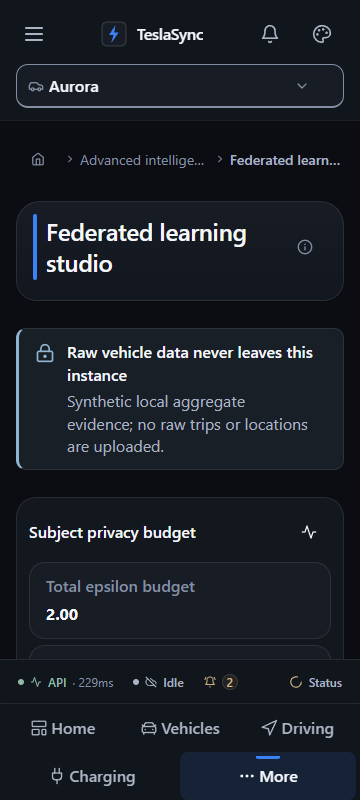 TeslaSync
Aurora
Advanced intellige... Federated learn...
Federated learning
studio
Raw vehicle data never leaves this
instance
Synthetic local aggregate
evidence; no raw trips or locations
are uploaded.
Subject privacy budget
Total epsilon budget
2.00
API · 229ms Idle 2 Status
Home Vehicles Driving
Charging More